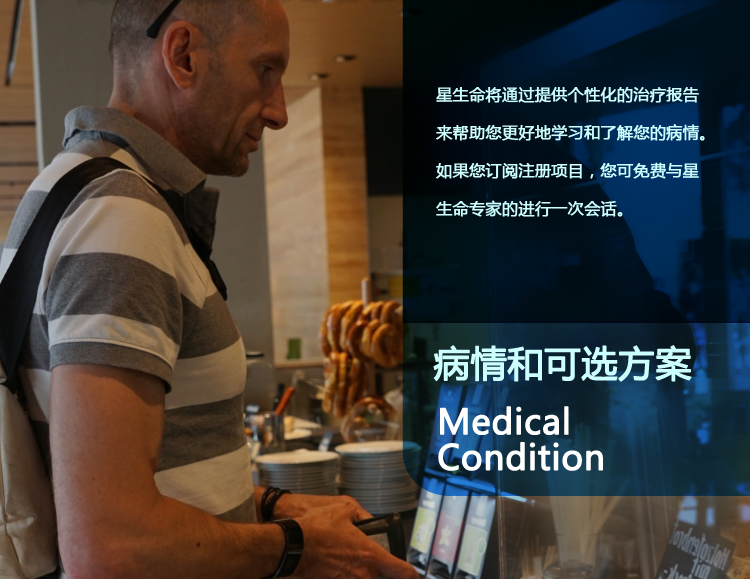 星生命将通过提供个性化的治疗报告
来帮助您更好地学习和了解您的病情。
如果您订阅注册项目，您可免费与星
生命专家的进行一次会话。
病情和可选方案
Medical
Condition